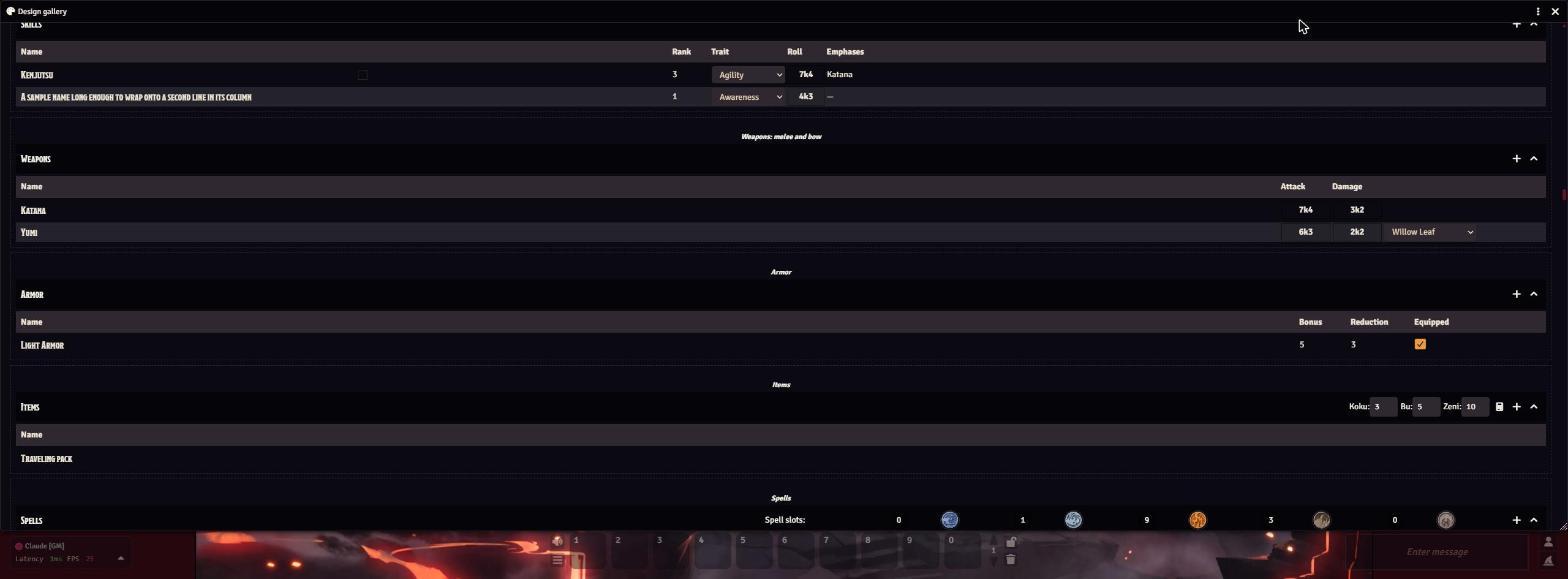 Design gallery
Skills
Name Rank Trait Roll Emphases
Kenjutsu 3 Agility 7k4 Katana
A sample name long enough to wrap onto a second line in its column 1 Awareness 4k3 —
Weapons: melee and bow
Weapons
Name Attack Damage
Katana 7k4 3k2
Yumi 6k3 2k2 Willow Leaf
Armor
Armor
Name Bonus Reduction Equipped
Light Armor 5 3
Items
Items Koku: 3 Bu: 5 Zeni: 10
Name
Traveling pack
Spells
Spells Spell slots: 0 1 9 3 0
Claude [GM]
Latency 3ms FPS 25
1 2 3 4 5 6 7 8 9 0 1
Enter message